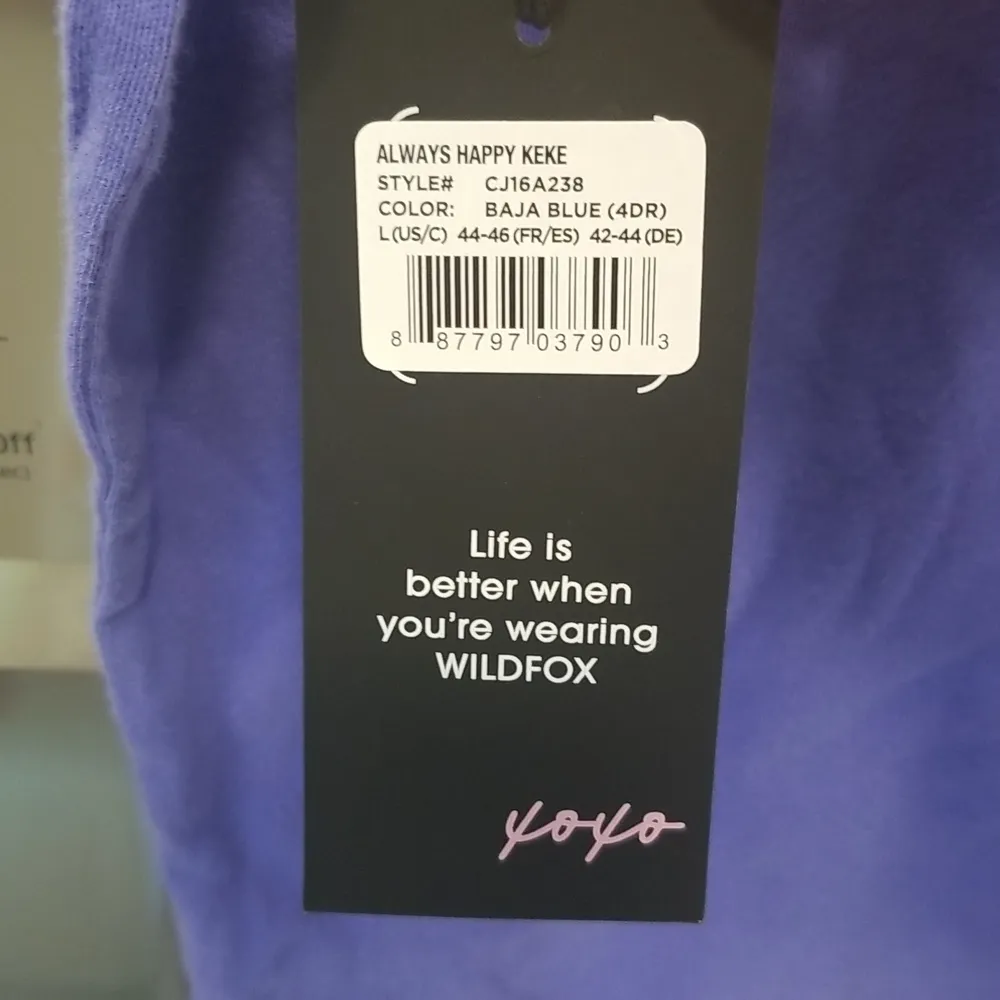 ALWAYS HAPPY KEKE
STYLE# CJ16A238
COLOR: BAJA BLUE (4DR)
L(US/C) 44-46(FR/ES) 42-44(DE)
8 87797 03790 3
Life is
better when
you're wearing
WILDFOX
xoxo